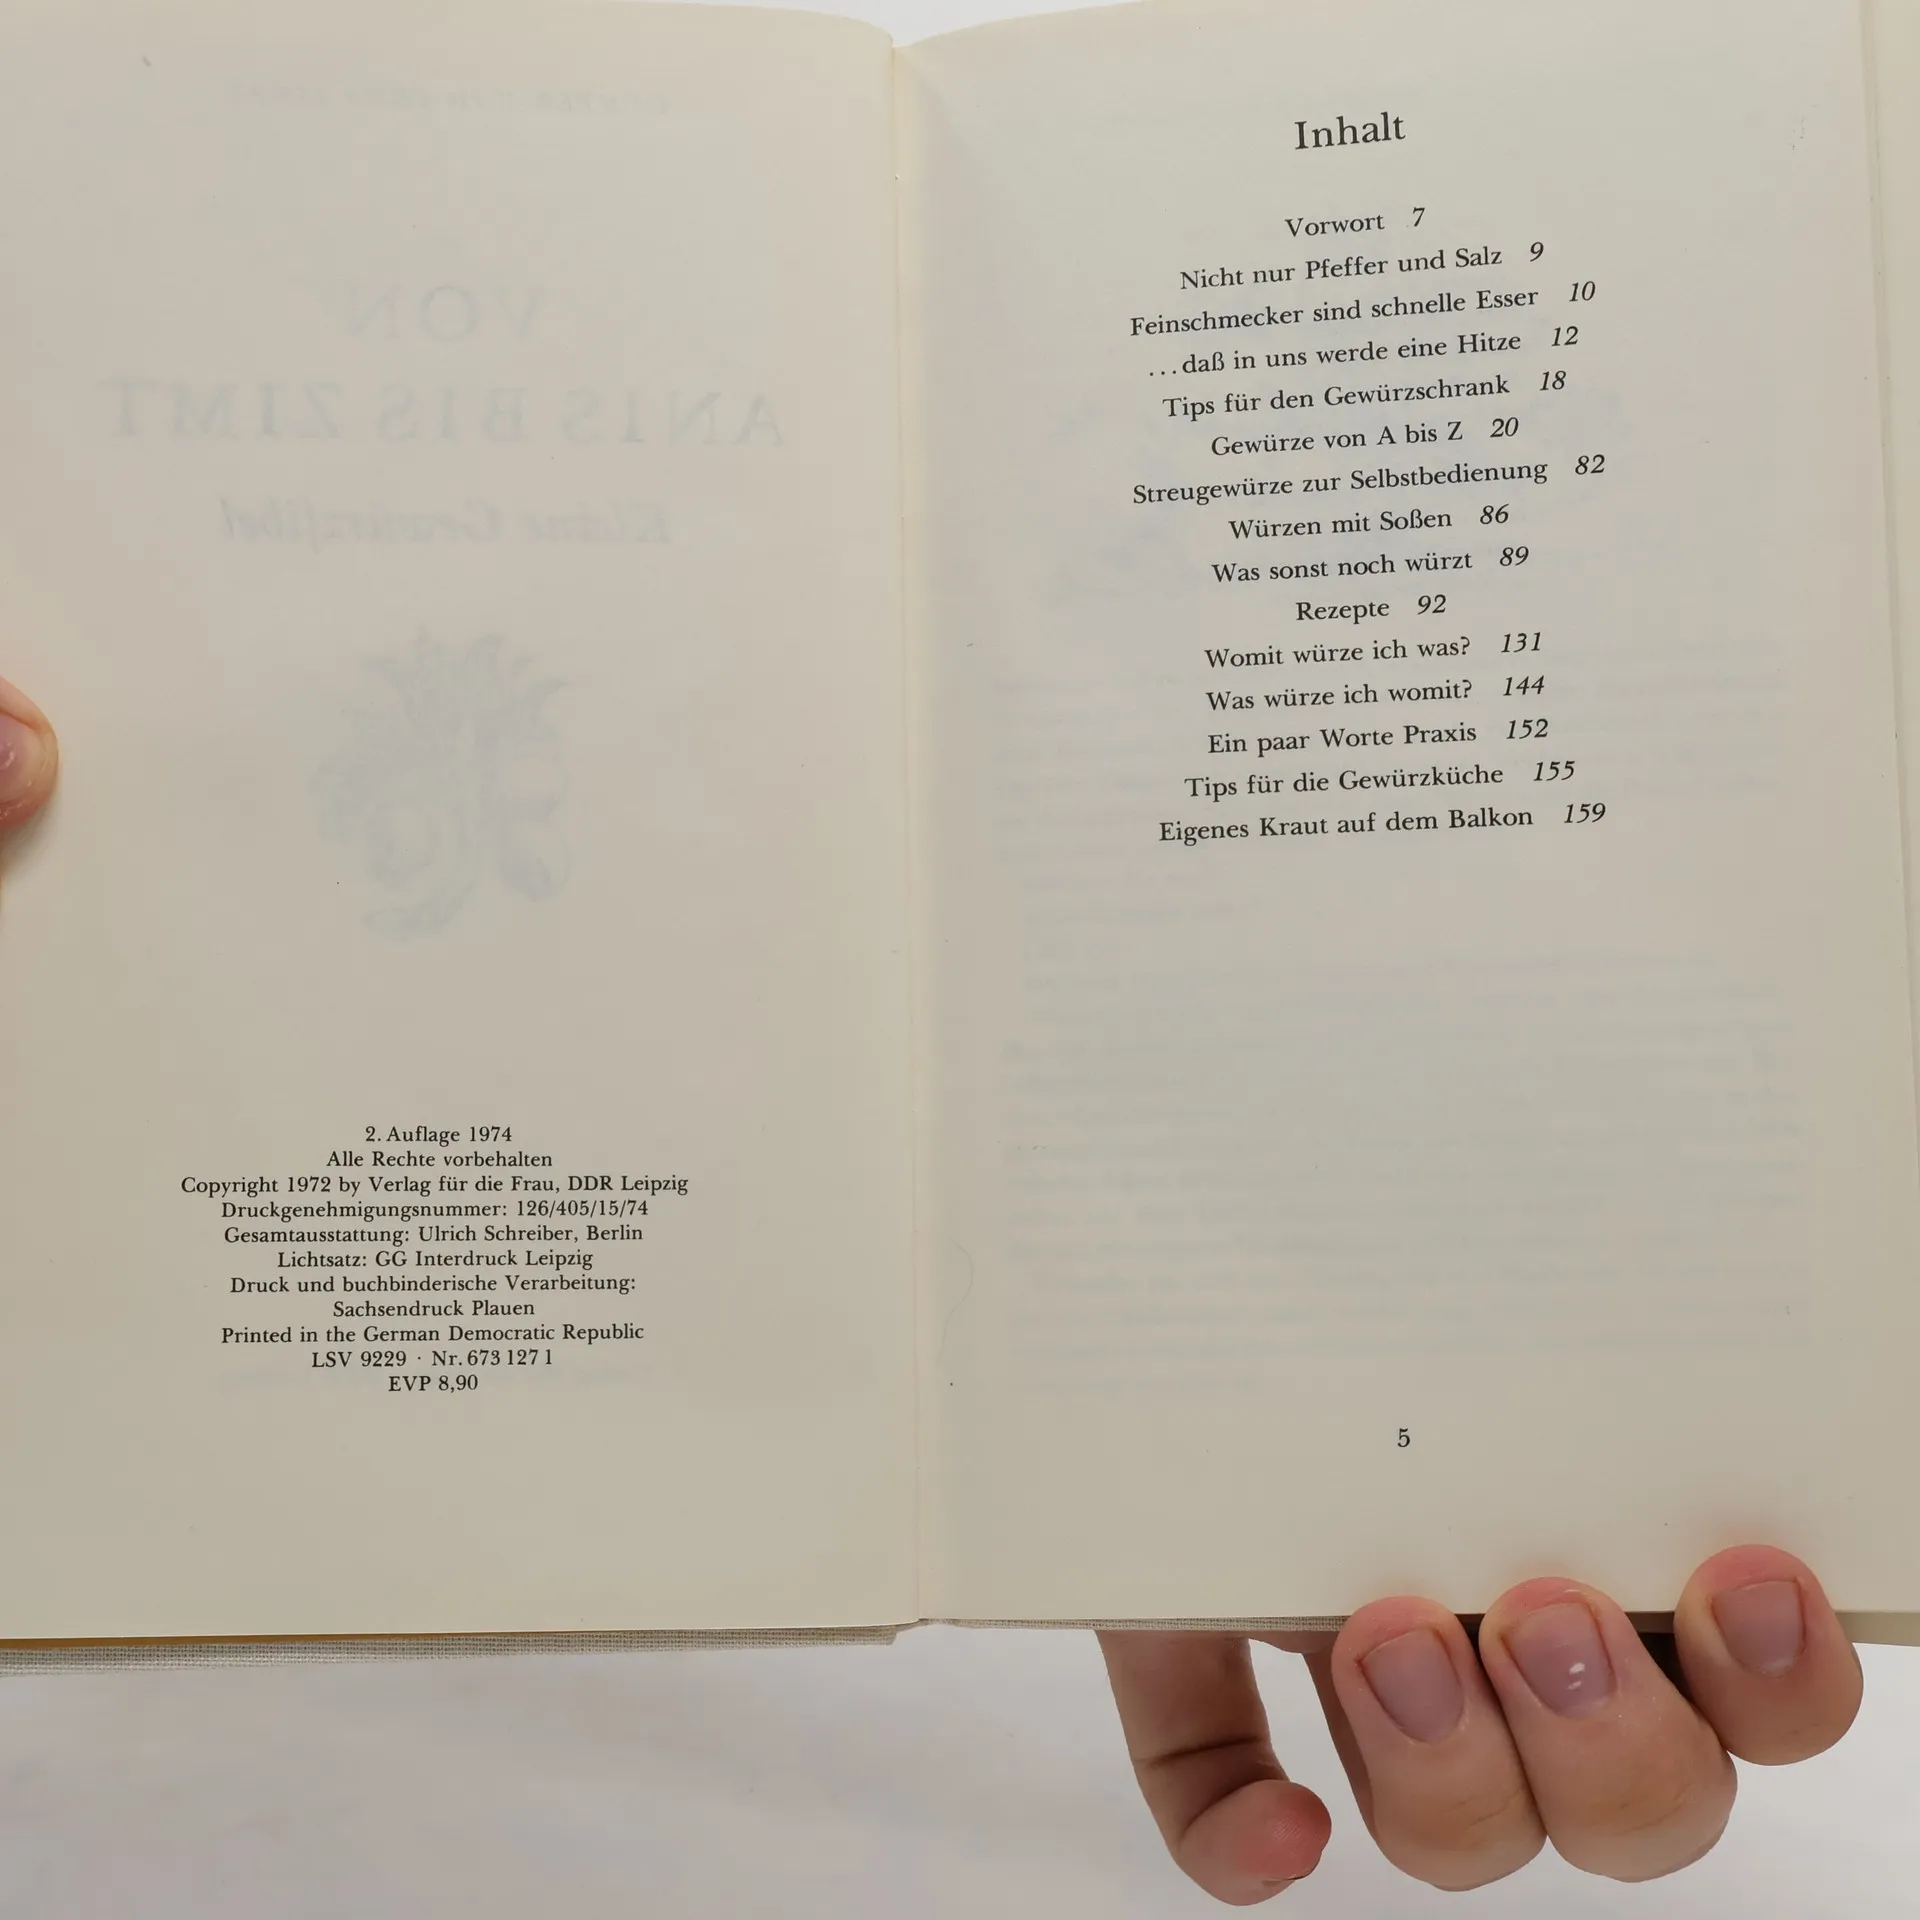 VON
ANIS BIS ZIMT
Kleine Gewürzfibel
2. Auflage 1974
Alle Rechte vorbehalten
Copyright 1972 by Verlag für die Frau, DDR Leipzig
Druckgenehmigungsnummer: 126/405/15/74
Gesamtausstattung: Ulrich Schreiber, Berlin
Lichtsatz: GG Interdruck Leipzig
Druck und buchbinderische Verarbeitung:
Sachsendruck Plauen
Printed in the German Democratic Republic
LSV 9229 · Nr. 673 127 1
EVP 8,90
Inhalt
Vorwort 7
Nicht nur Pfeffer und Salz 9
Feinschmecker sind schnelle Esser 10
...daß in uns werde eine Hitze 12
Tips für den Gewürzschrank 18
Gewürze von A bis Z 20
Streugewürze zur Selbstbedienung 82
Würzen mit Soßen 86
Was sonst noch würzt 89
Rezepte 92
Womit würze ich was? 131
Was würze ich womit? 144
Ein paar Worte Praxis 152
Tips für die Gewürzküche 155
Eigenes Kraut auf dem Balkon 159
5